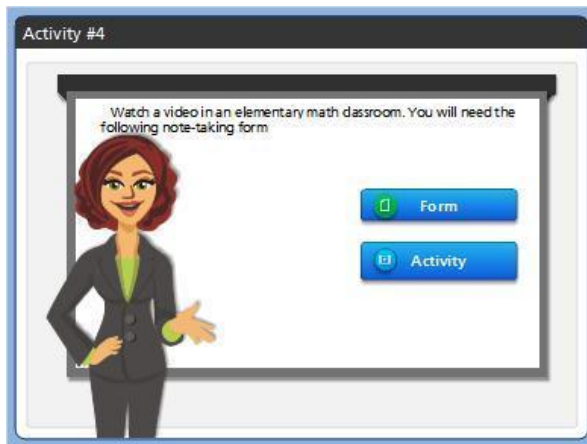 Activity #4
Watch a video in an elementary math dassroom. You will need the
following note-taking form
Form
Activity